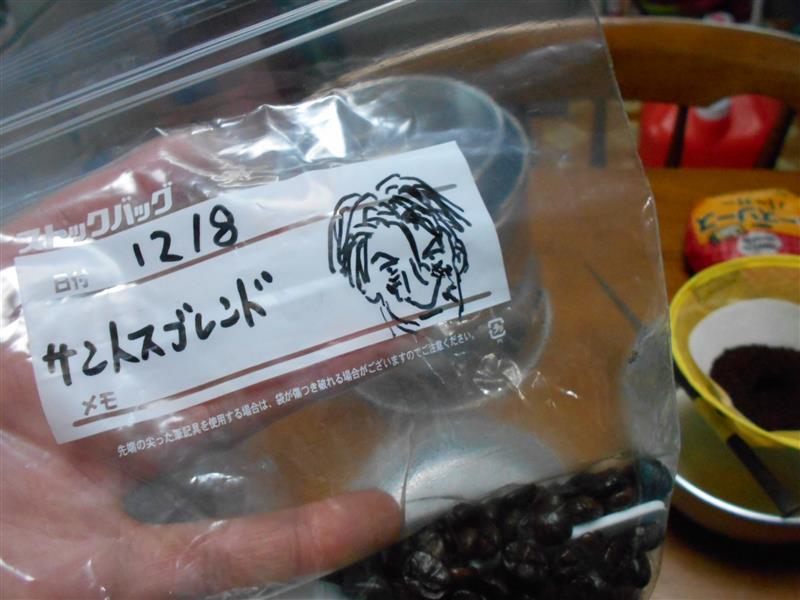 ストックバッグ
日付 12/8
サントスブレンド
メモ
先端の尖った筆記具を使用する場合は、袋が傷つき破れる場合がございますのでご注意ください。